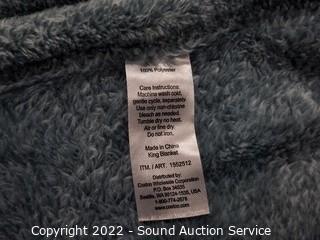 100% Polyester
Care Instructions:
Machine wash cold,
gentle cycle, separately
Use only non-chlorine
bleach as needed.
Tumble dry no heat.
Air or line dry.
Do not iron.
Made in China
King Blanket
ITM. / ART. 1552512
Distributed by:
Costco Wholesale Corporation
P.O. Box 34535
Seattle, WA 98124-1535, USA
1-800-774-2678
www.costco.com
Copyright 2022 - Sound Auction Service